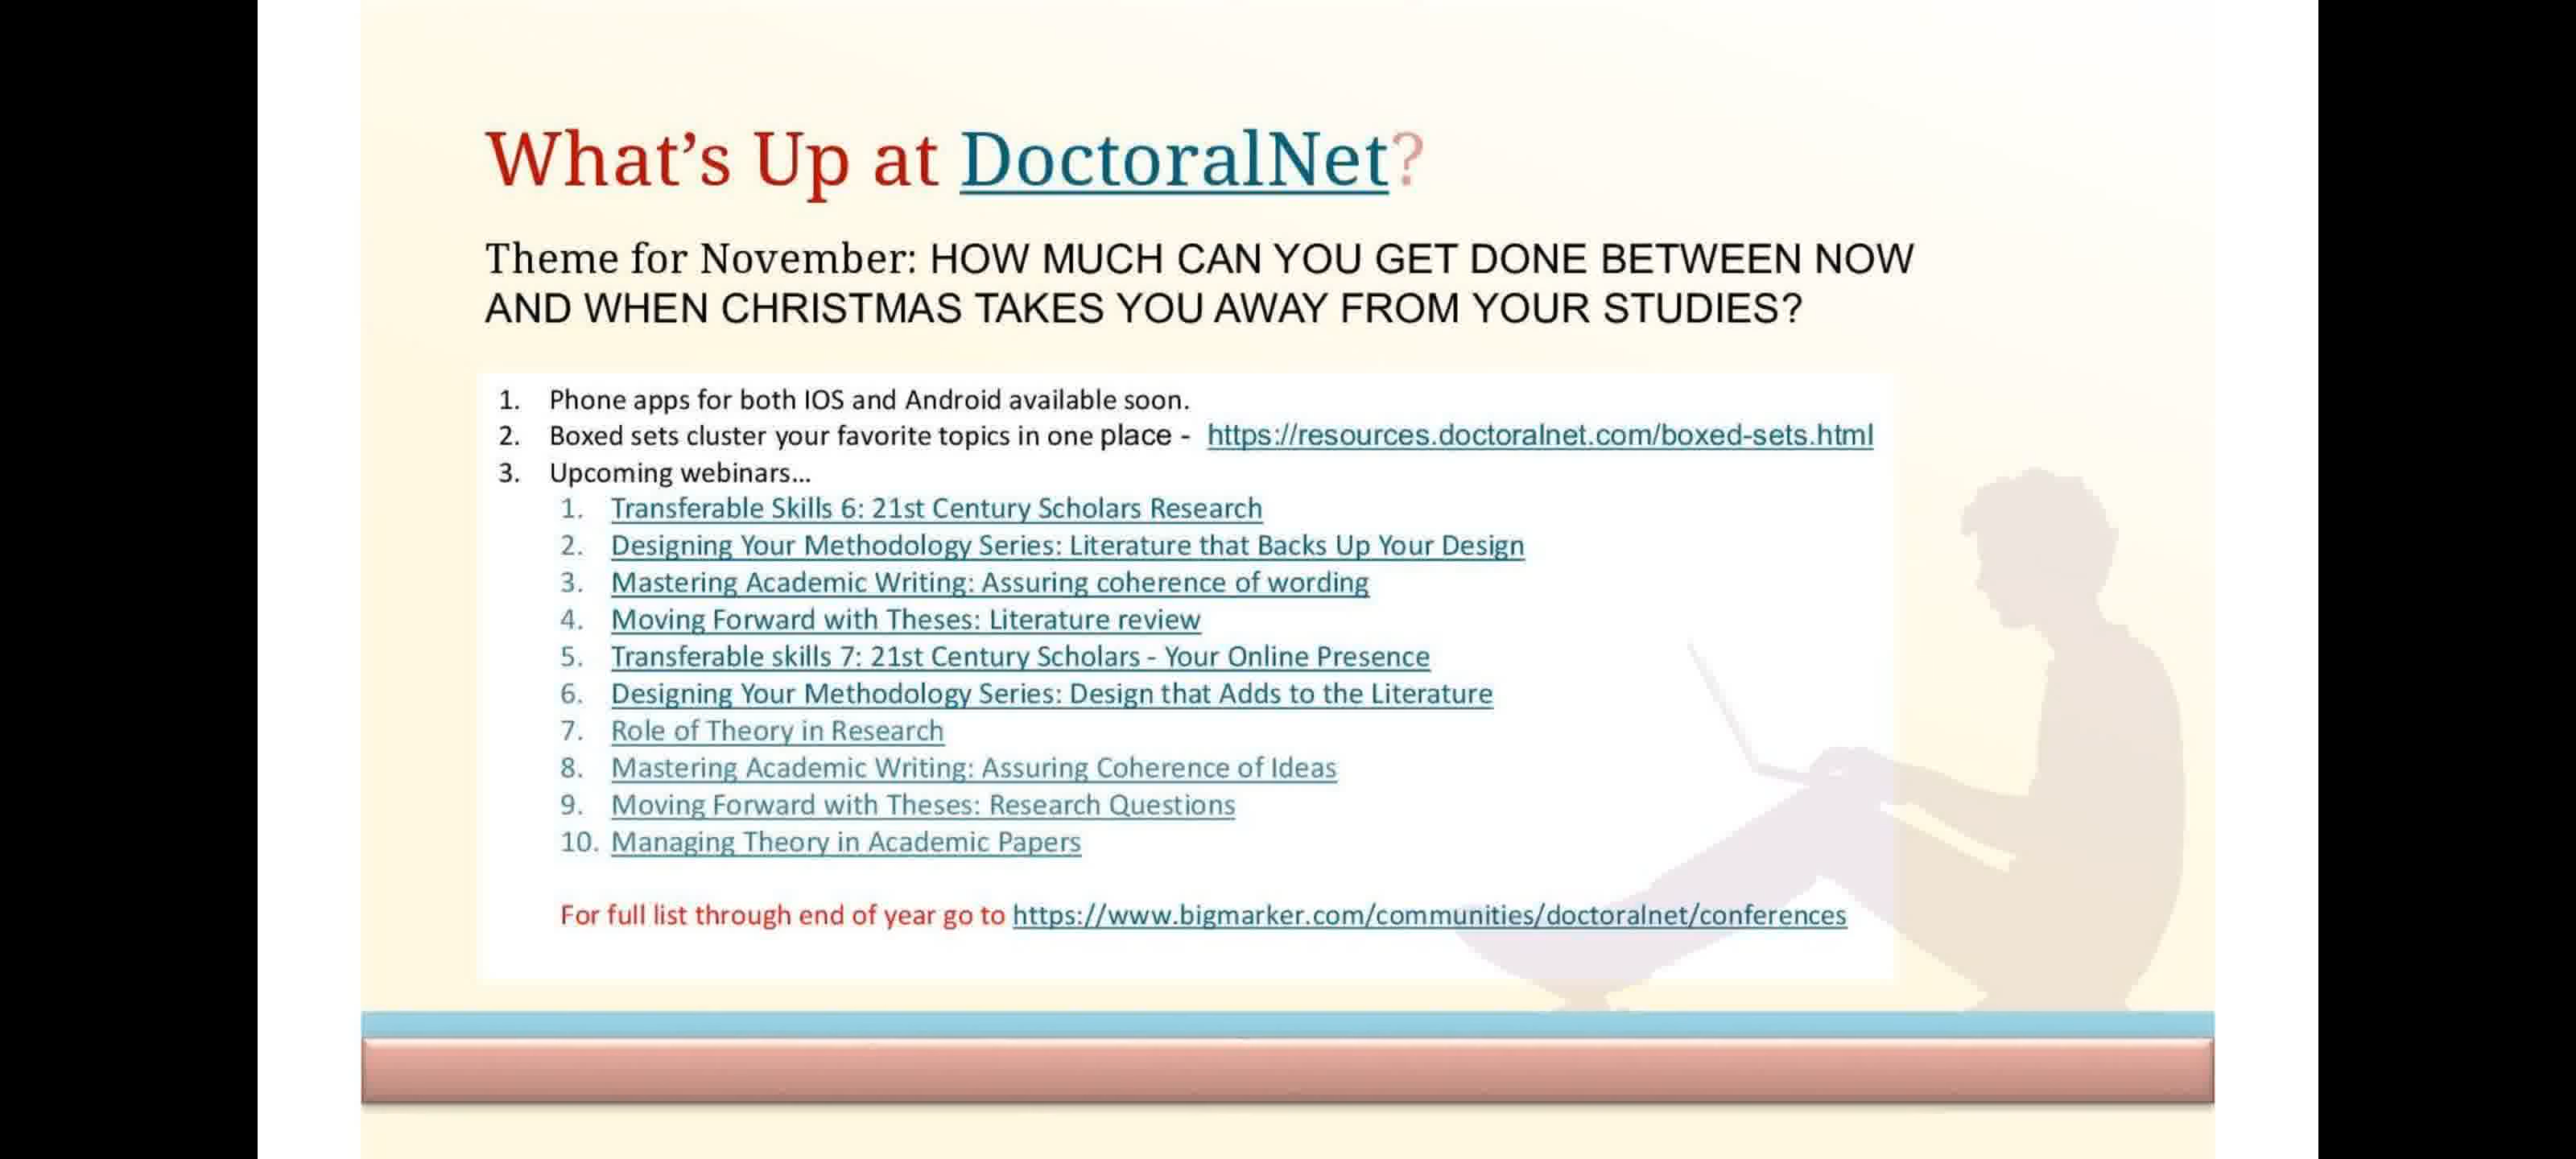 What's Up at DoctoralNet?
Theme for November: HOW MUCH CAN YOU GET DONE BETWEEN NOW
AND WHEN CHRISTMAS TAKES YOU AWAY FROM YOUR STUDIES?
1. Phone apps for both IOS and Android available soon.
2. Boxed sets cluster your favorite topics in one place - https://resources.doctoralnet.com/boxed-sets.html
3. Upcoming webinars...
1. Transferable Skills 6: 21st Century Scholars Research
2. Designing Your Methodology Series: Literature that Backs Up Your Design
3. Mastering Academic Writing: Assuring coherence of wording
4. Moving Forward with Theses: Literature review
5. Transferable skills 7: 21st Century Scholars - Your Online Presence
6. Designing Your Methodology Series: Design that Adds to the Literature
7. Role of Theory in Research
8. Mastering Academic Writing: Assuring Coherence of Ideas
9. Moving Forward with Theses: Research Questions
10. Managing Theory in Academic Papers
For full list through end of year go to https://www.bigmarker.com/communities/doctoralnet/conferences